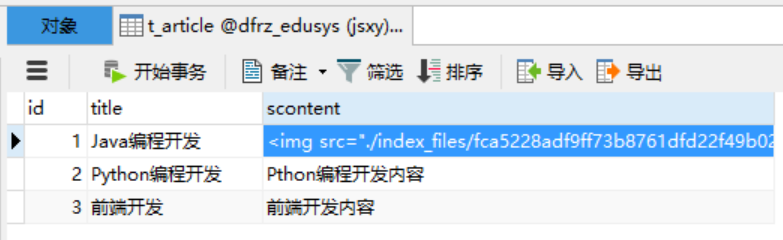 对象 t_article @dfrz_edusys (jsxy)...
开始事务 备注 筛选 排序 导入 导出
id title scontent
1 Java编程开发 <img src="./index_files/fca5228adf9ff73b8761dfd22f49b02
2 Python编程开发 Pthon编程开发内容
3 前端开发 前端开发内容